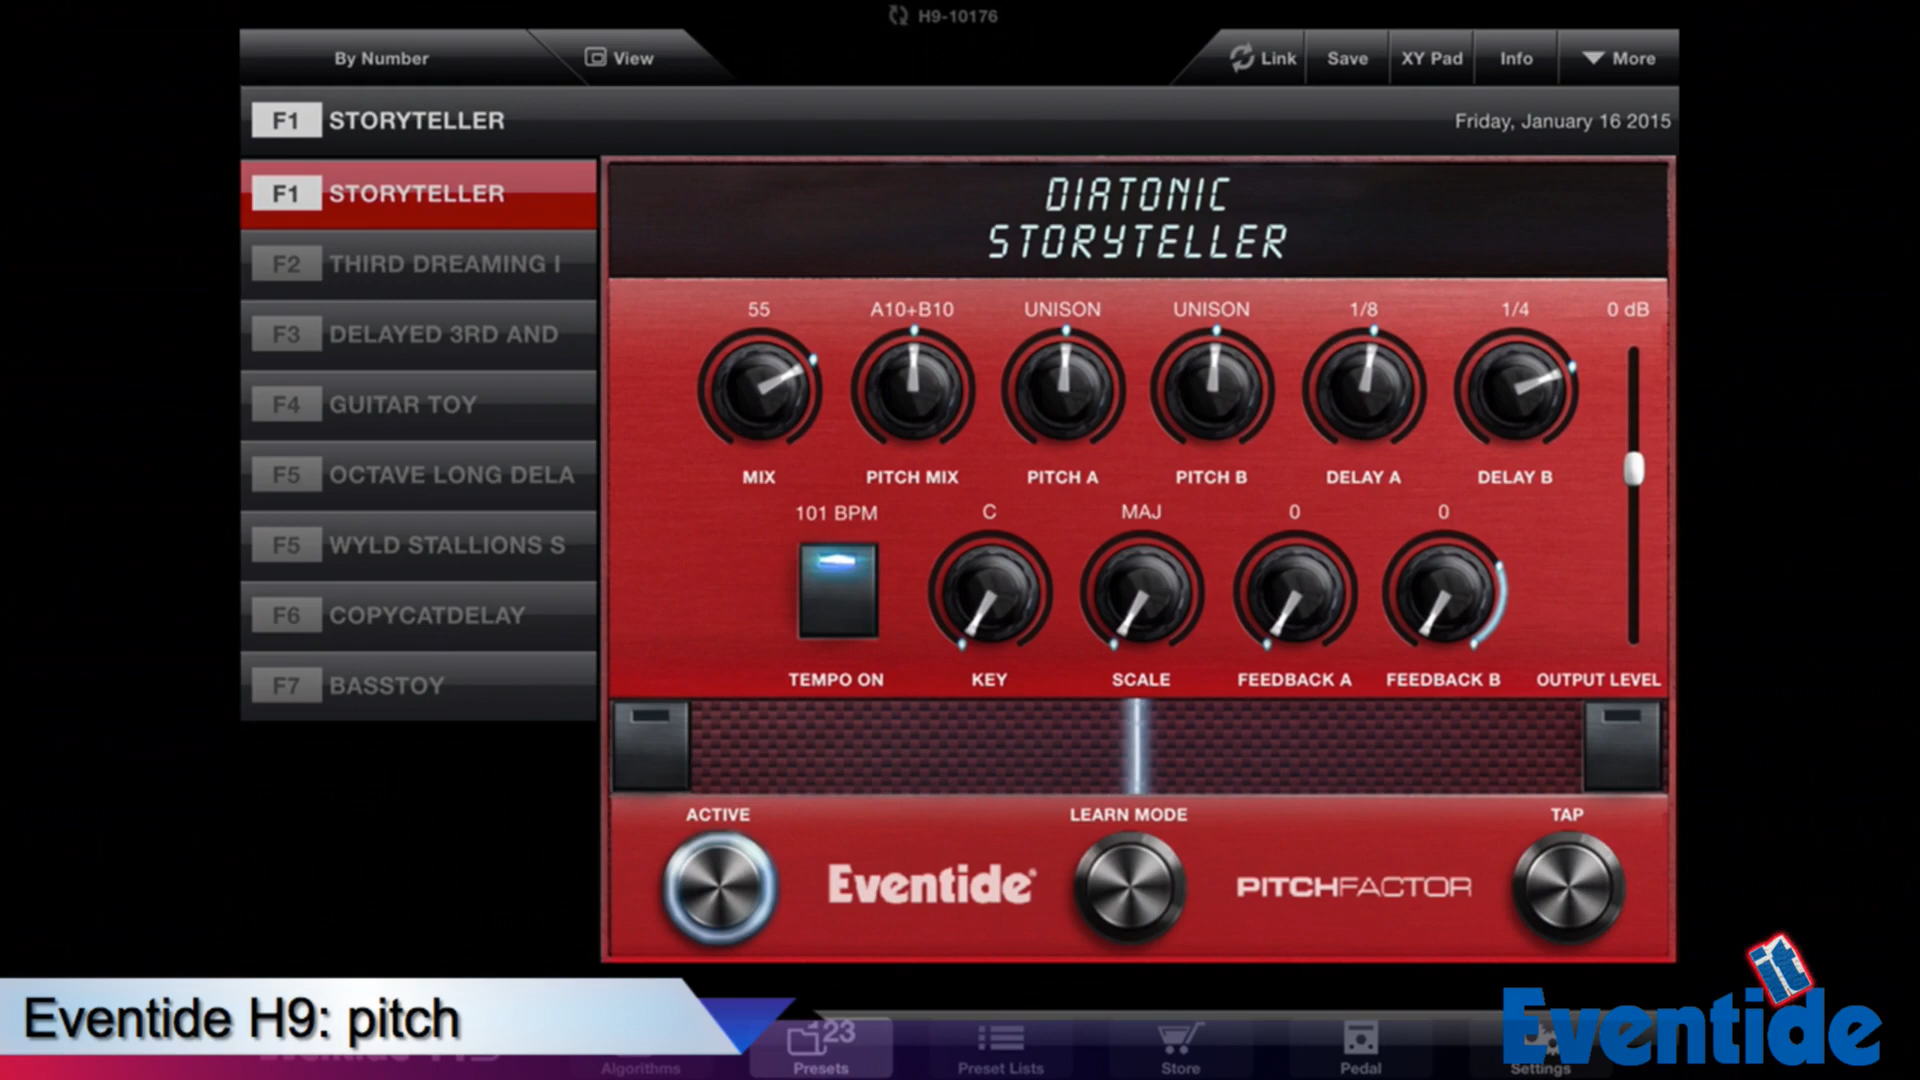 H9-10176
By Number
View
Link
Save
XY Pad
Info
More
F1 STORYTELLER
Friday, January 16 2015
F1 STORYTELLER
F2 THIRD DREAMING I
F3 DELAYED 3RD AND
F4 GUITAR TOY
F5 OCTAVE LONG DELA
F5 WYLD STALLIONS S
F6 COPYCATDELAY
F7 BASSTOY
DIATONIC
STORYTELLER
55 A10+B10 UNISON UNISON 1/8 1/4 0 dB
MIX PITCH MIX PITCH A PITCH B DELAY A DELAY B
101 BPM C MAJ 0 0
TEMPO ON KEY SCALE FEEDBACK A FEEDBACK B OUTPUT LEVEL
ACTIVE LEARN MODE TAP
Eventide®
PITCHFACTOR
Eventide H9: pitch
23
Algorithms Presets Preset Lists Store Pedal Settings
it
Eventide